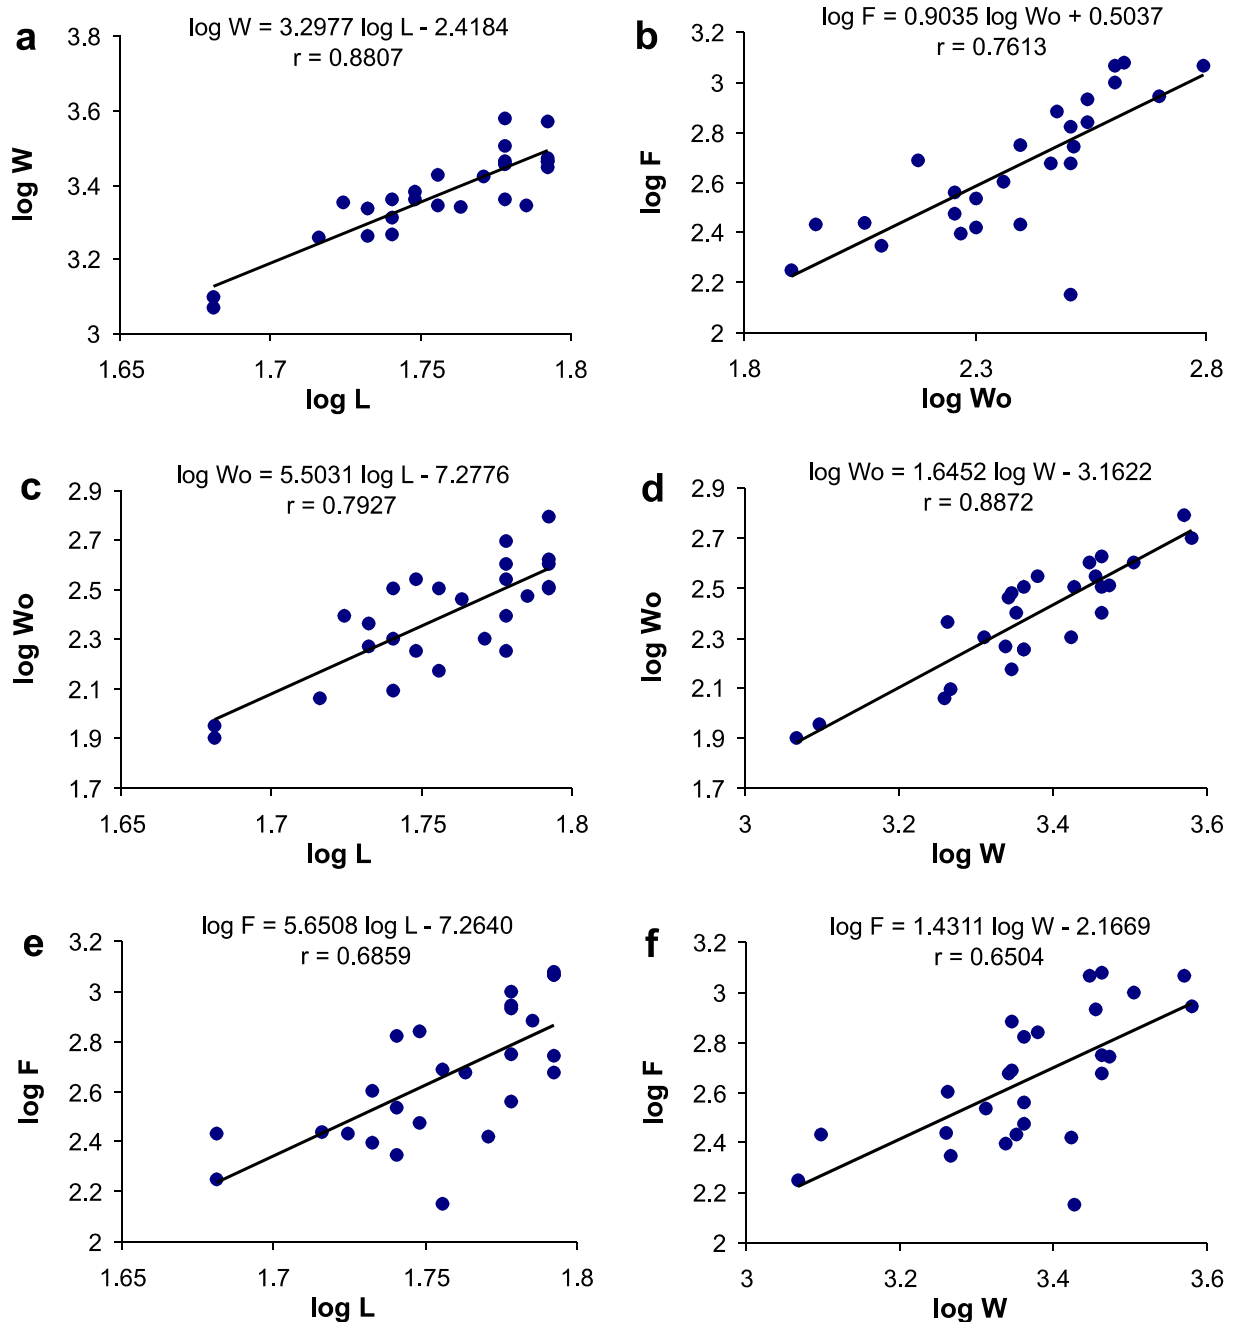 a
log W = 3.2977 log L - 2.4184
r = 0.8807
3.8
3.6
3.4
3.2
3
log W
1.65
1.7
1.75
1.8
log L
b
log F = 0.9035 log Wo + 0.5037
r = 0.7613
3.2
3
2.8
2.6
2.4
2.2
2
log F
1.8
2.3
2.8
log Wo
c
log Wo = 5.5031 log L - 7.2776
r = 0.7927
2.9
2.7
2.5
2.3
2.1
1.9
1.7
log Wo
1.65
1.7
1.75
1.8
log L
d
log Wo = 1.6452 log W - 3.1622
r = 0.8872
2.9
2.7
2.5
2.3
2.1
1.9
1.7
log Wo
3
3.2
3.4
3.6
log W
e
log F = 5.6508 log L - 7.2640
r = 0.6859
3.2
3
2.8
2.6
2.4
2.2
2
log F
1.65
1.7
1.75
1.8
log L
f
log F = 1.4311 log W - 2.1669
r = 0.6504
3.2
3
2.8
2.6
2.4
2.2
2
log F
3
3.2
3.4
3.6
log W